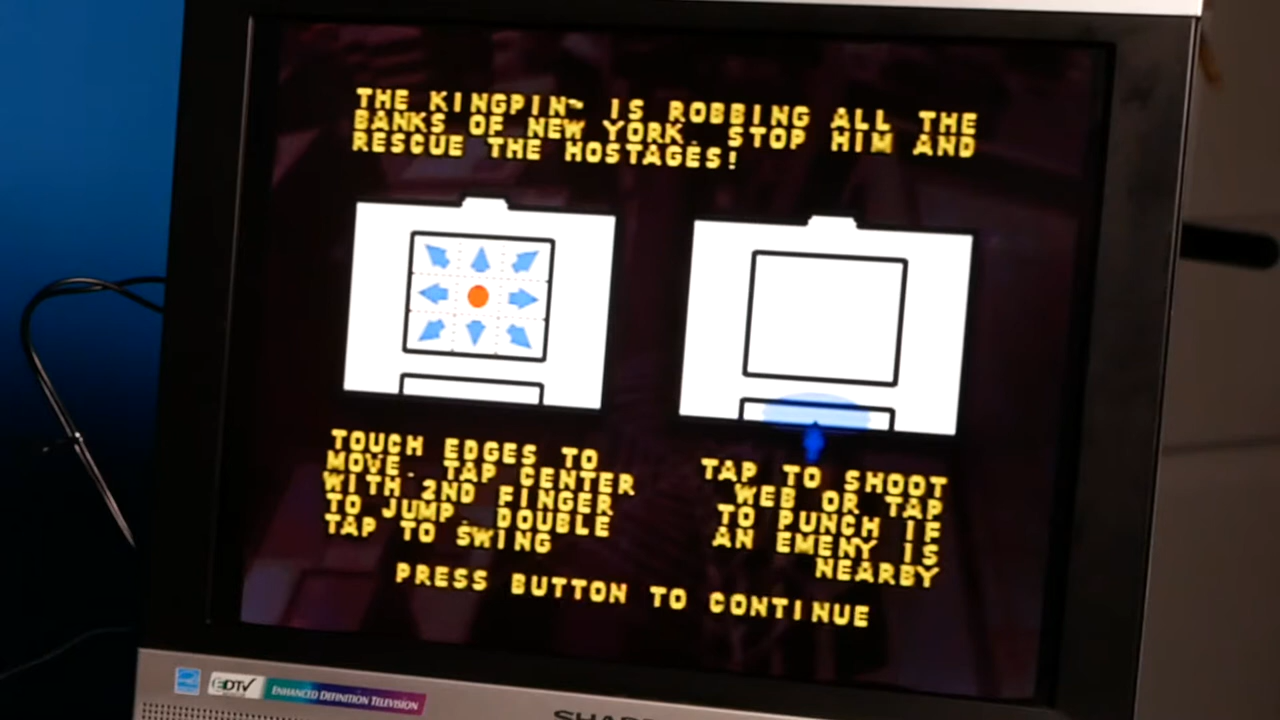 THE KINGPIN™ IS ROBBING ALL THE
BANKS OF NEW YORK. STOP HIM AND
RESCUE THE HOSTAGES!
TOUCH EDGES TO
MOVE. TAP CENTER
WITH 2ND FINGER
TO JUMP. DOUBLE
TAP TO SWING
TAP TO SHOOT
WEB OR TAP
TO PUNCH IF
AN EMENY IS
NEARBY
PRESS BUTTON TO CONTINUE
EDTV
ENHANCED DEFINITION TELEVISION